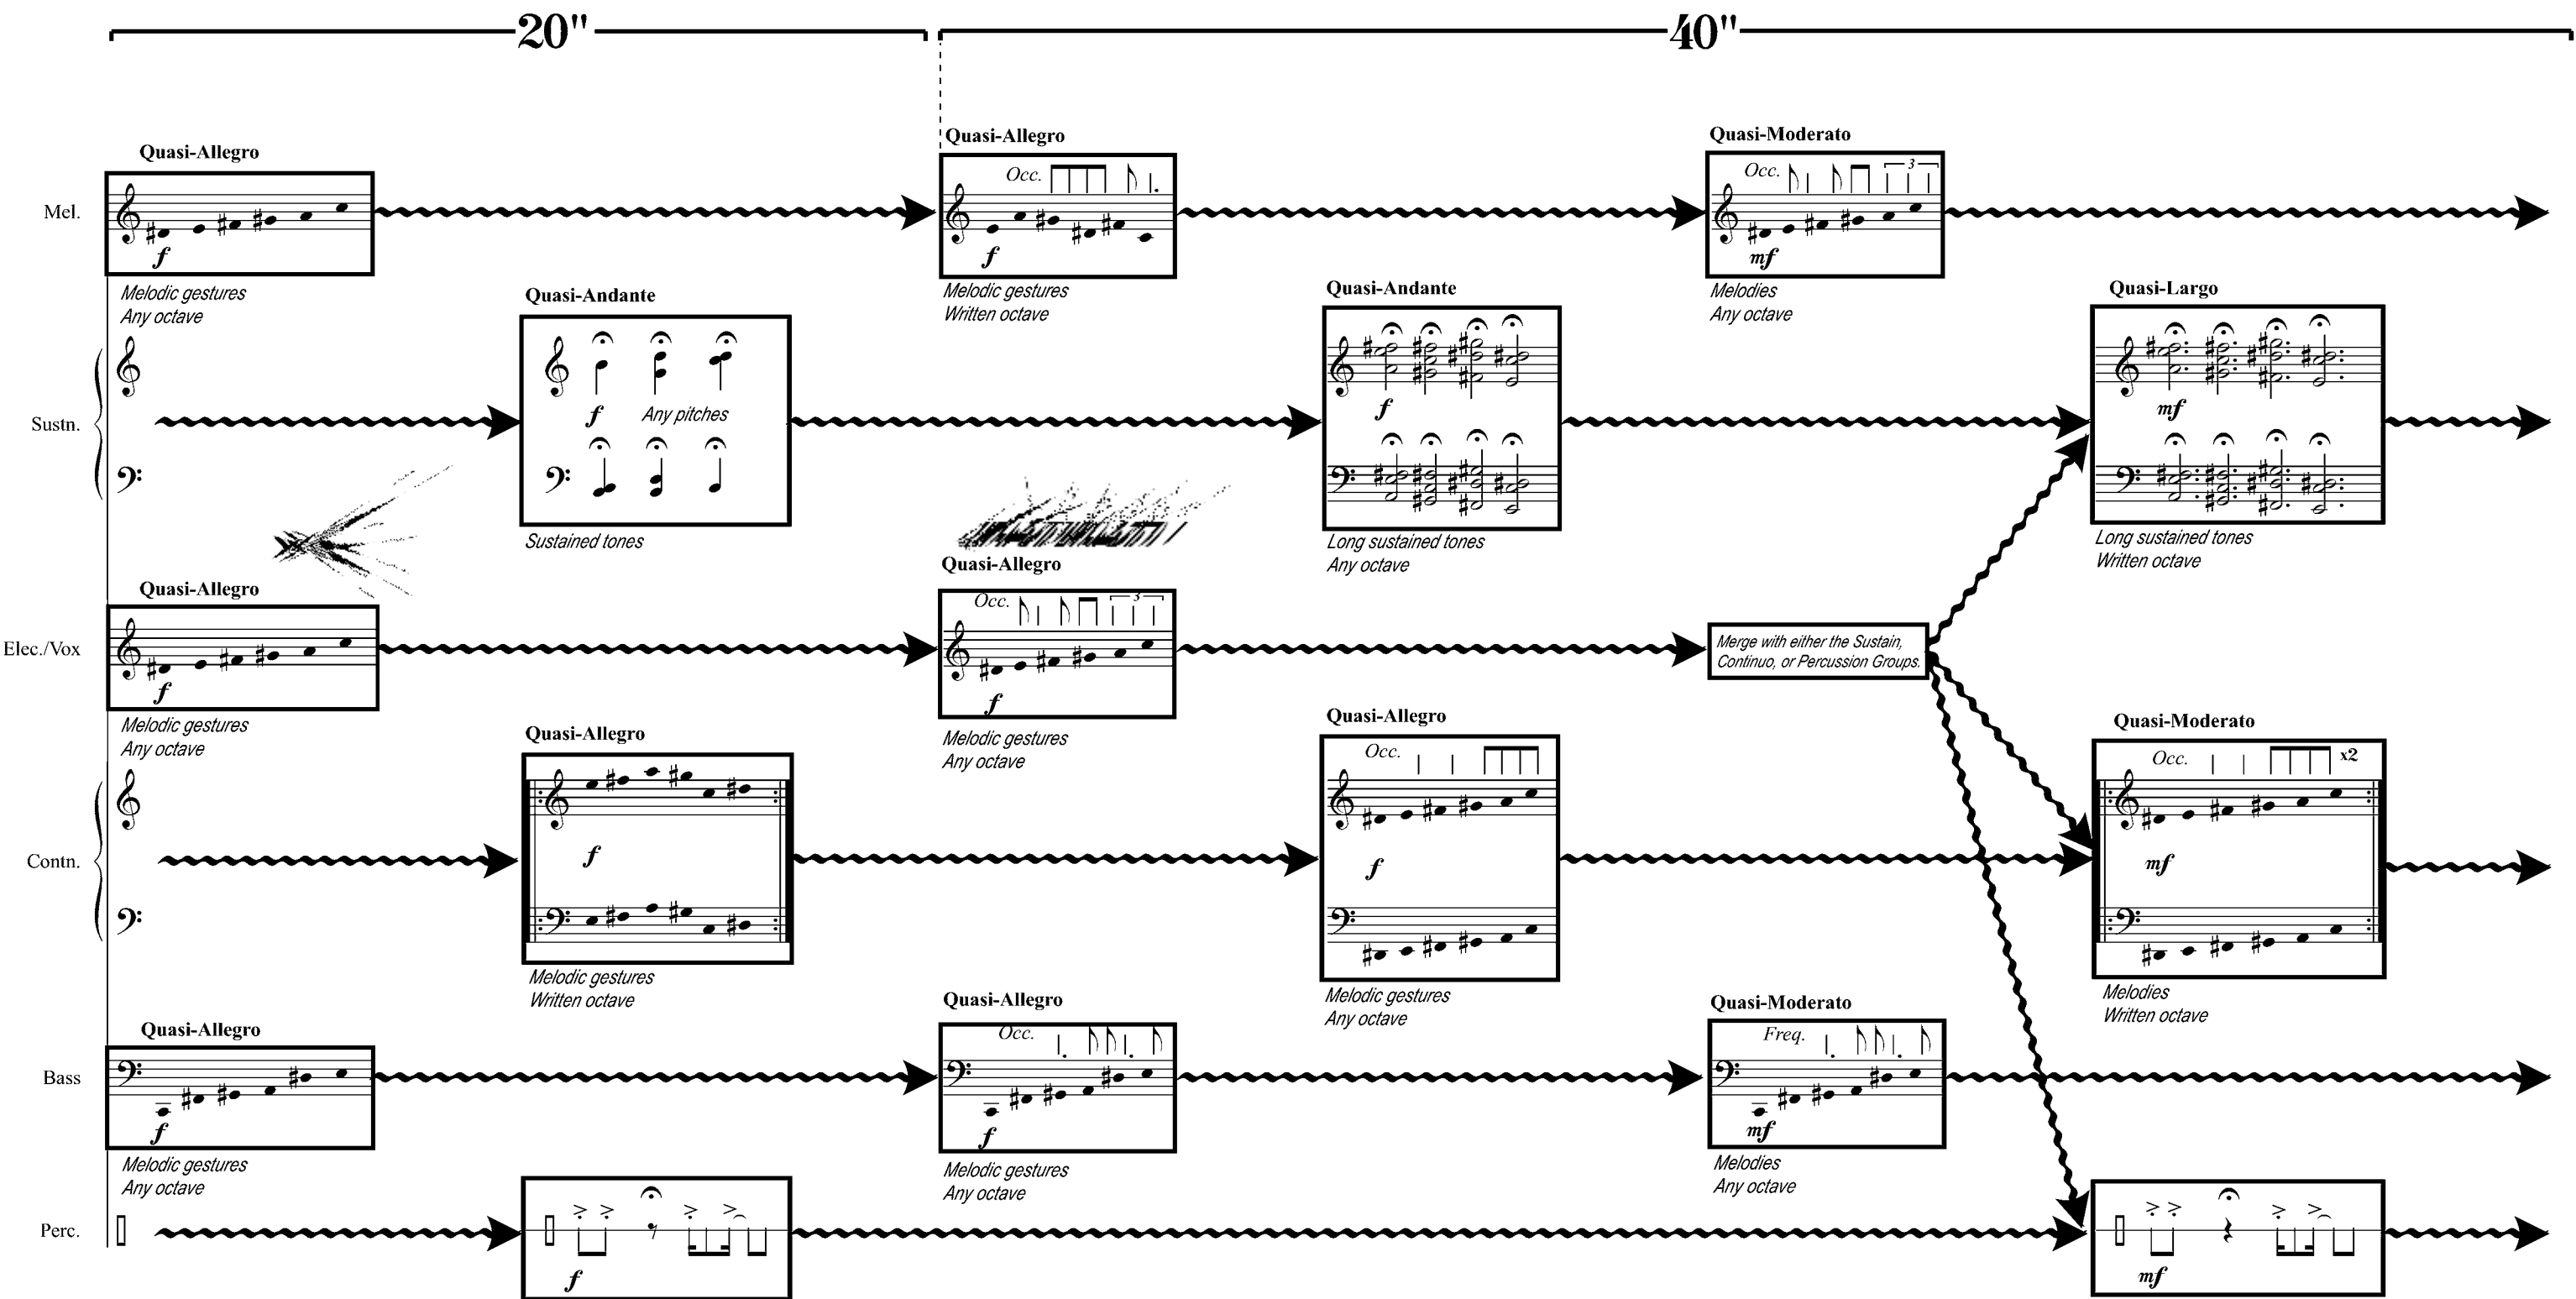 20" 40"
Quasi-Allegro
Quasi-Moderato
Quasi-Allegro
Occ.
3
Occ.
Mel.
f
f
mf
Melodic gestures
Any octave
Quasi-Andante
Melodic gestures
Written octave
Quasi-Andante
Melodies
Any octave
Quasi-Largo
Sustn.
f
Any pitches
f
mf
Sustained tones
Long sustained tones
Any octave
Long sustained tones
Written octave
Quasi-Allegro
Quasi-Allegro
Occ.
3
Elec./Vox
f
f
Merge with either the Sustain,
Continuo, or Percussion Groups.
Melodic gestures
Any octave
Quasi-Allegro
Melodic gestures
Any octave
Quasi-Allegro
Quasi-Moderato
Occ.
Occ.
x2
Contn.
f
f
mf
Melodic gestures
Written octave
Melodic gestures
Any octave
Melodies
Written octave
Quasi-Allegro
Quasi-Allegro
Quasi-Moderato
Occ.
Freq.
Bass
f
f
mf
Melodic gestures
Any octave
Melodic gestures
Any octave
Melodies
Any octave
Perc.
f
mf